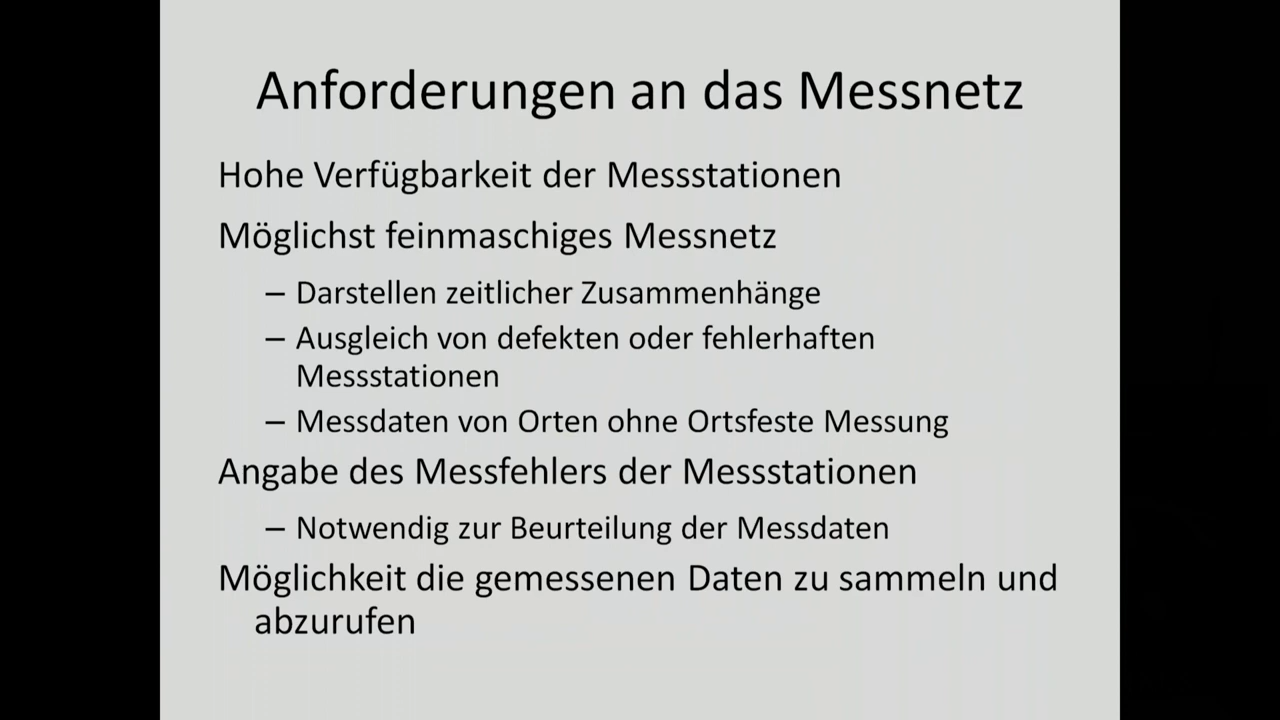 Anforderungen an das Messnetz
Hohe Verfügbarkeit der Messstationen
Möglichst feinmaschiges Messnetz
– Darstellen zeitlicher Zusammenhänge
– Ausgleich von defekten oder fehlerhaften
Messstationen
– Messdaten von Orten ohne Ortsfeste Messung
Angabe des Messfehlers der Messstationen
– Notwendig zur Beurteilung der Messdaten
Möglichkeit die gemessenen Daten zu sammeln und
abzurufen